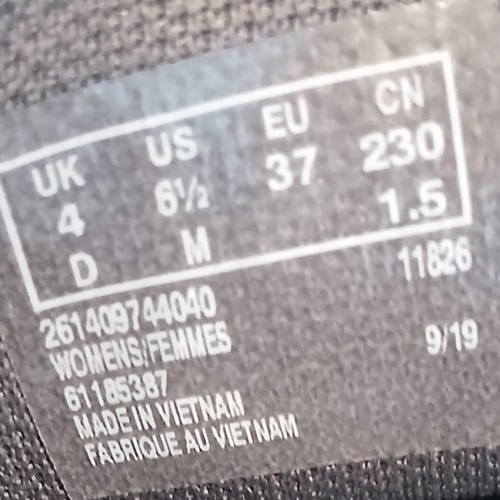 UK US EU CN
4 6½ 37 230
D M 1.5
261409744040 11826
WOMENS/FEMMES
61185387 9/19
MADE IN VIETNAM
FABRIQUE AU VIETNAM